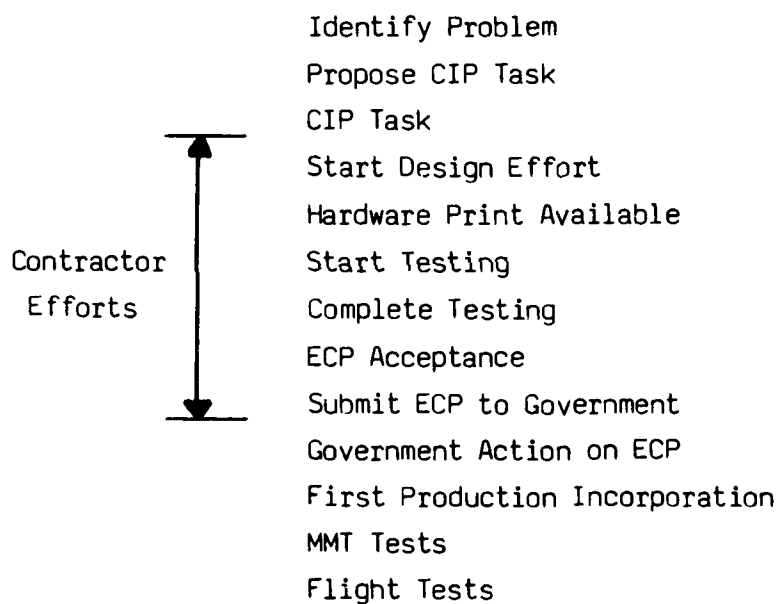 Identify Problem
Propose CIP Task
CIP Task
Start Design Effort
Hardware Print Available
Contractor
Efforts
Start Testing
Complete Testing
ECP Acceptance
Submit ECP to Government
Government Action on ECP
First Production Incorporation
MMT Tests
Flight Tests